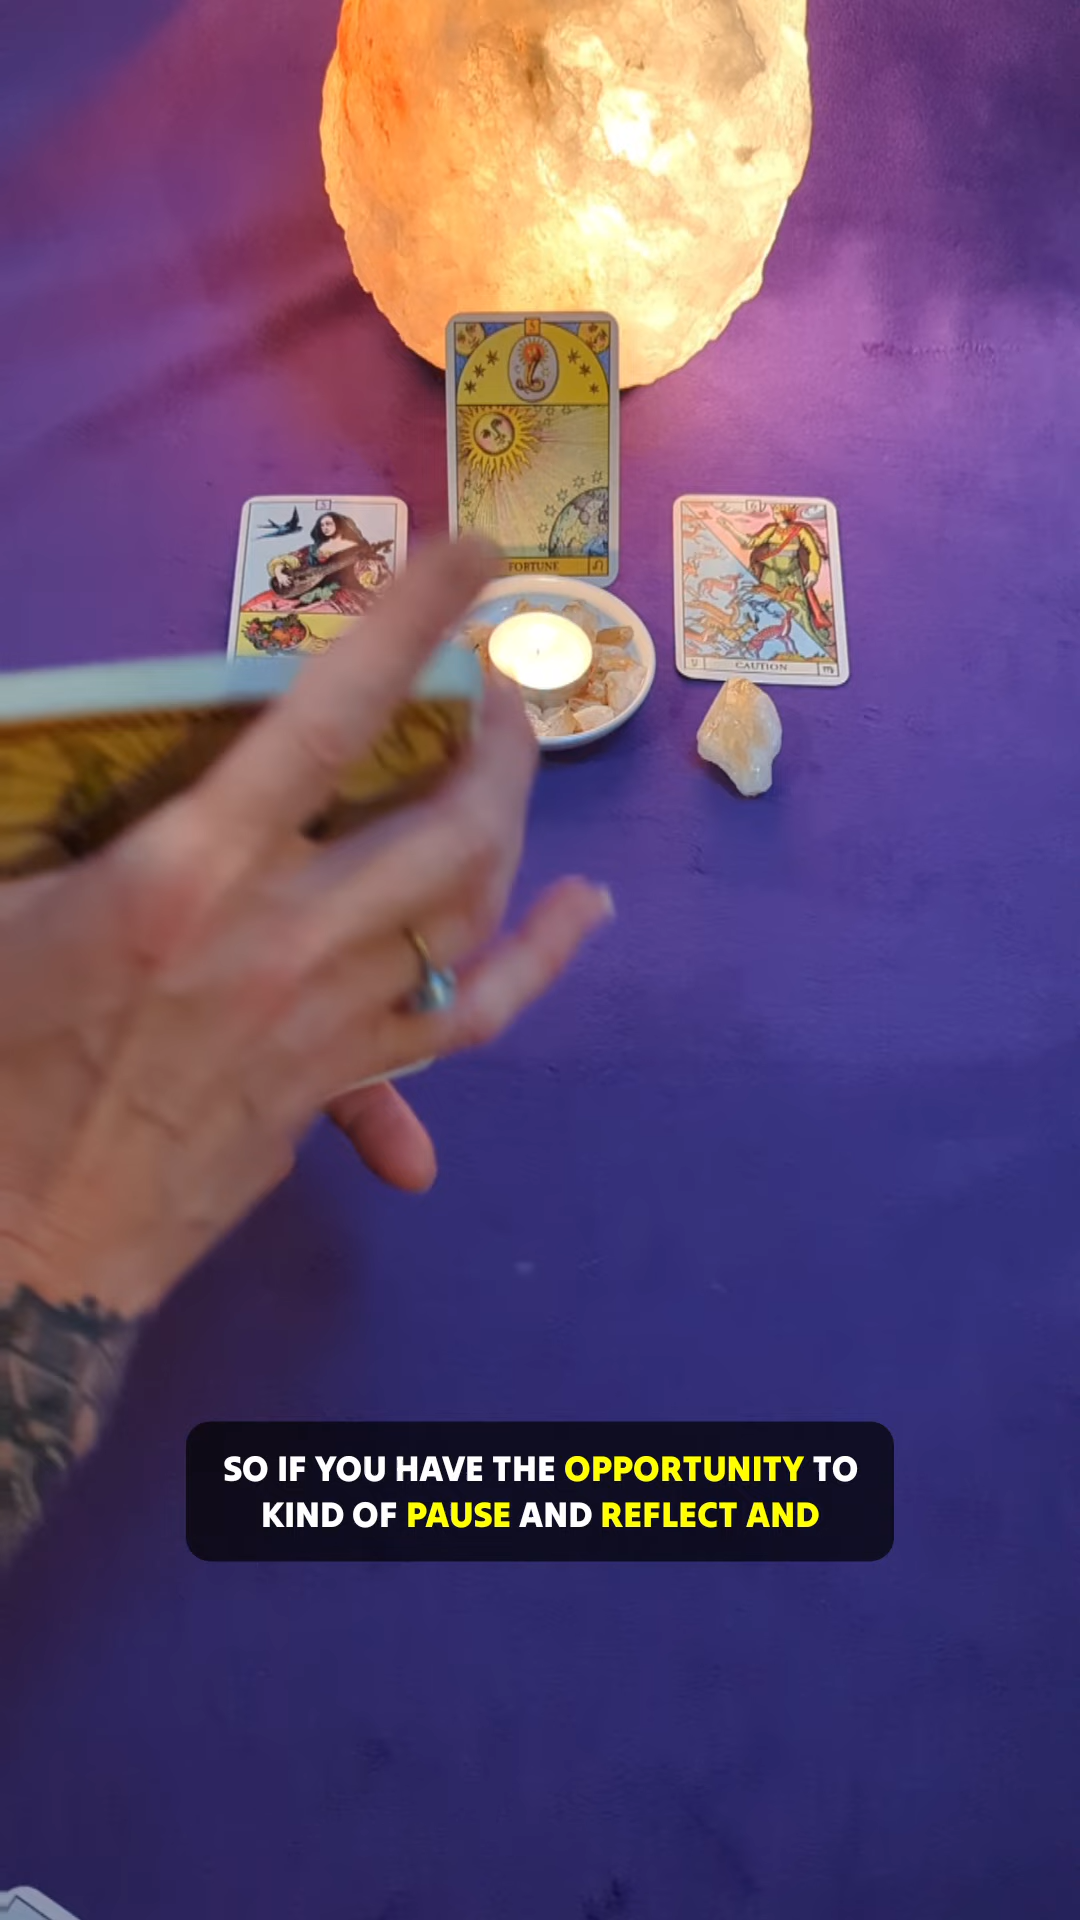 FORTUNE
CAUTION
SO IF YOU HAVE THE OPPORTUNITY TO
KIND OF PAUSE AND REFLECT AND